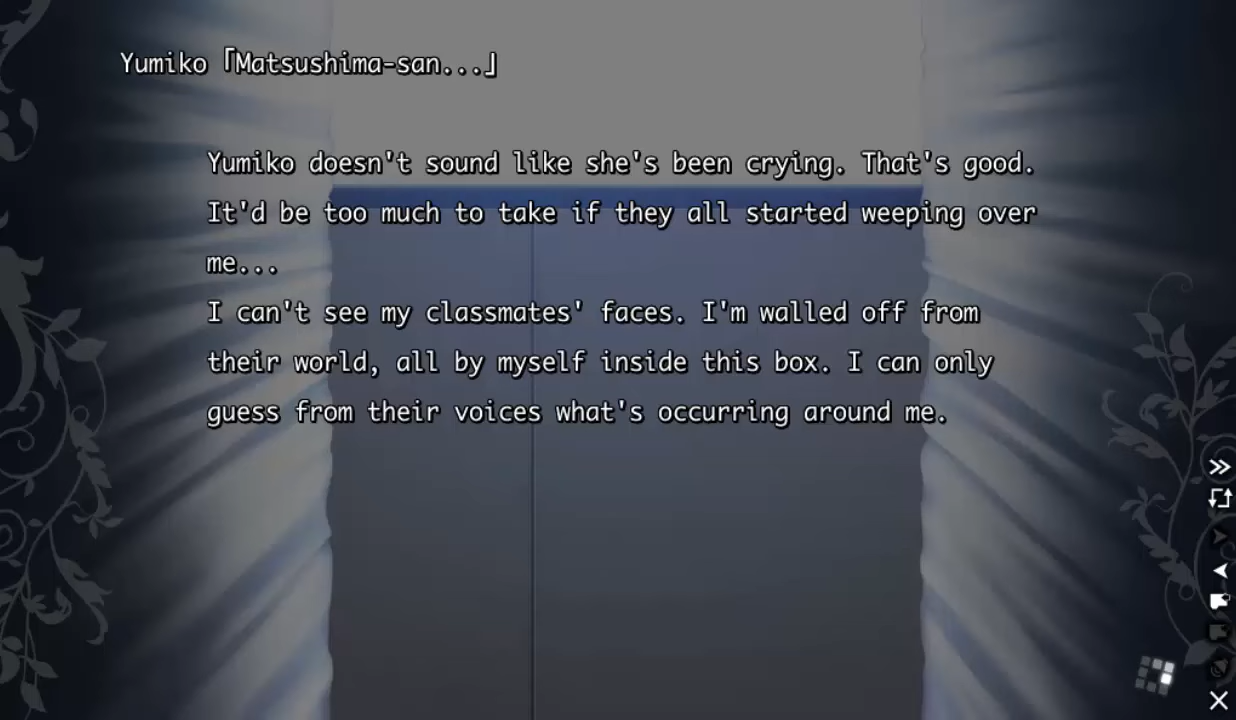 Yumiko「Matsushima-san...」
Yumiko doesn't sound like she's been crying. That's good.
It'd be too much to take if they all started weeping over
me...
I can't see my classmates' faces. I'm walled off from
their world, all by myself inside this box. I can only
guess from their voices what's occurring around me.